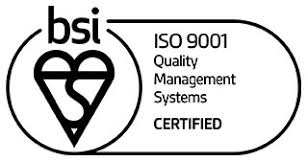 bsi
ISO 9001
Quality
Management
Systems
CERTIFIED